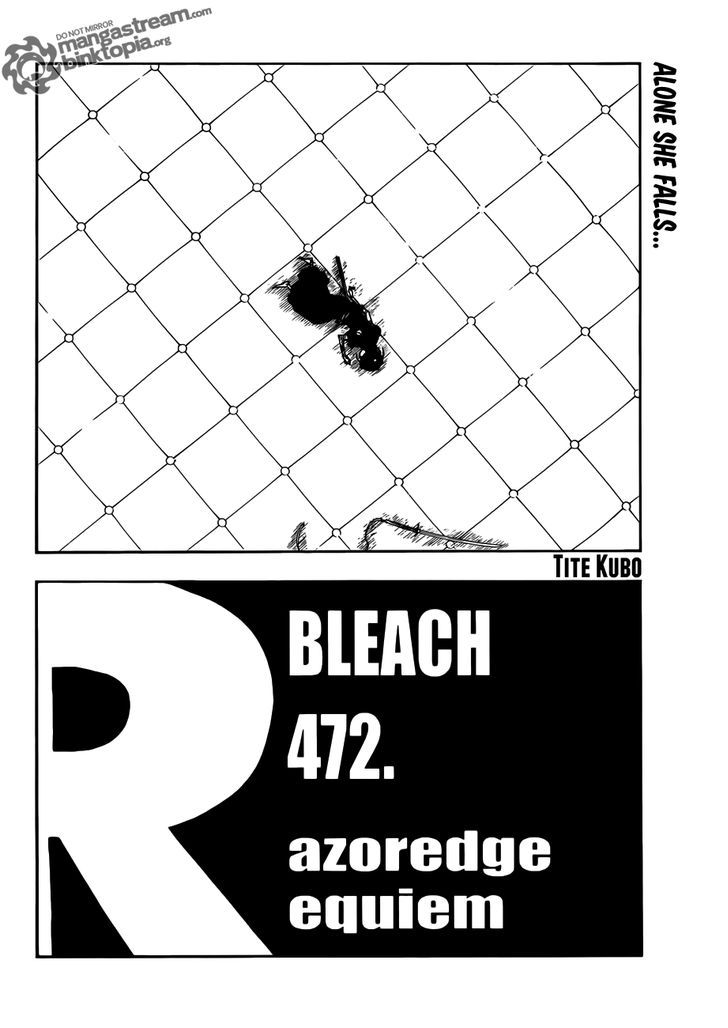 DO NOT MIRROR
mangastream.com
binktopia.org
ALONE SHE FALLS...
TITE KUBO
R
BLEACH
472.
azoredge
equiem